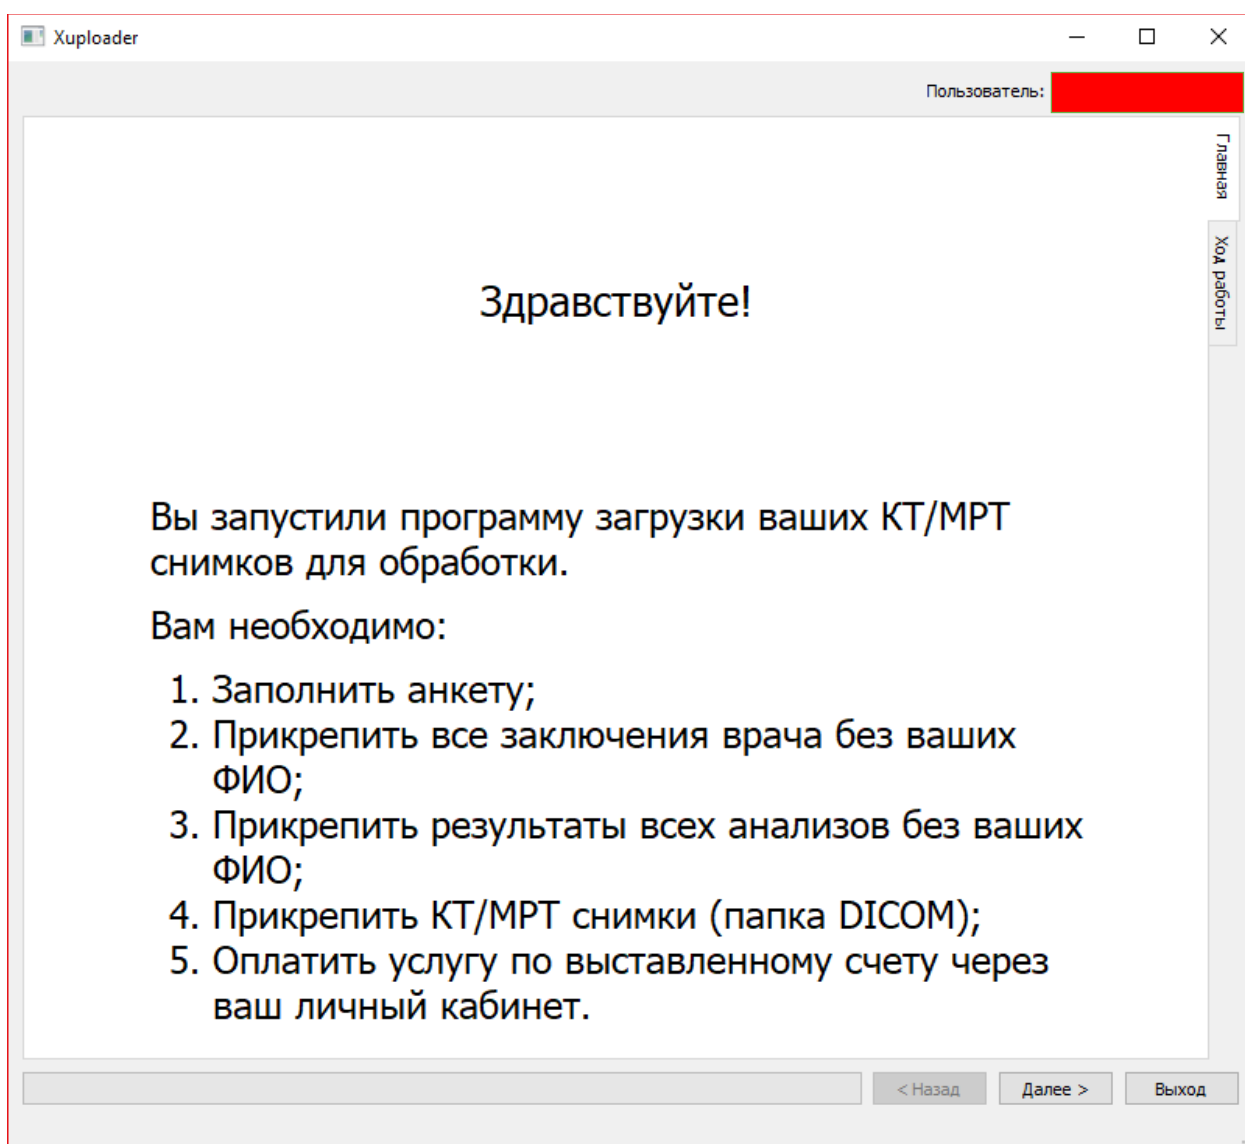 Xuploader
Пользователь:
Главная
Ход работы
Здравствуйте!
Вы запустили программу загрузки ваших КТ/МРТ
снимков для обработки.
Вам необходимо:
1. Заполнить анкету;
2. Прикрепить все заключения врача без ваших
ФИО;
3. Прикрепить результаты всех анализов без ваших
ФИО;
4. Прикрепить КТ/МРТ снимки (папка DICOM);
5. Оплатить услугу по выставленному счету через
ваш личный кабинет.
< Назад
Далее >
Выход